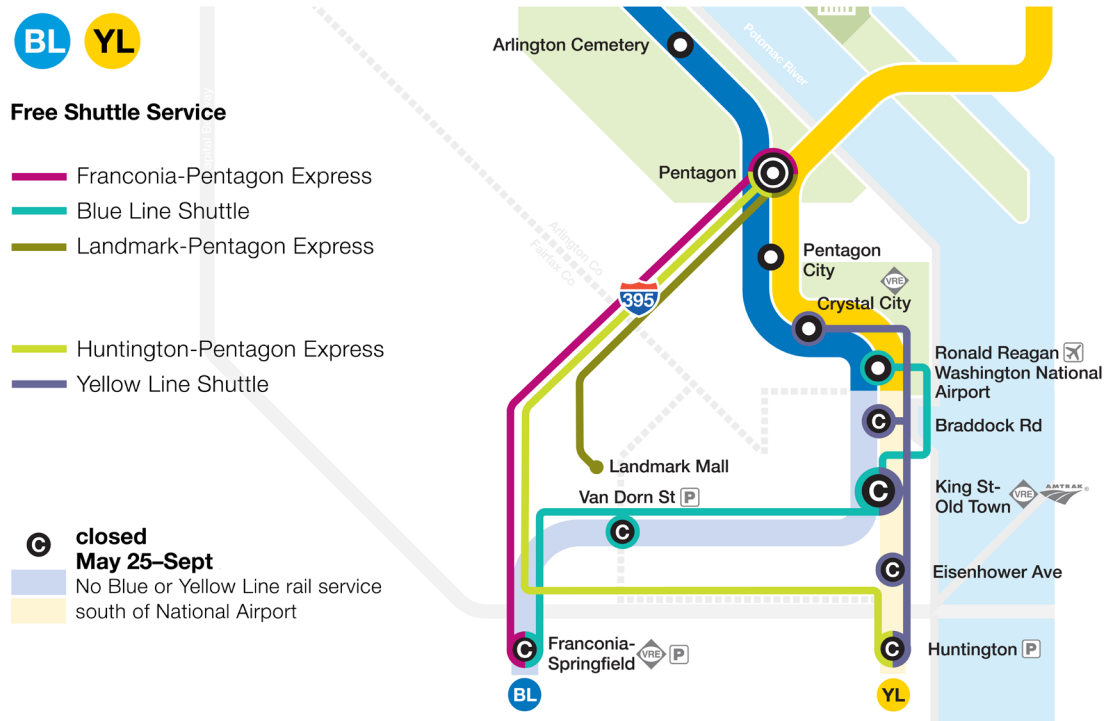 BL YL
Free Shuttle Service
Franconia-Pentagon Express
Blue Line Shuttle
Landmark-Pentagon Express
Huntington-Pentagon Express
Yellow Line Shuttle
C closed
May 25–Sept
No Blue or Yellow Line rail service
south of National Airport
Arlington Cemetery
Potomac River
Pentagon
Arlington Co
Fairfax Co
Pentagon
City
VRE
Crystal City
395
Ronald Reagan
Washington National
Airport
C
Braddock Rd
Landmark Mall
Van Dorn St P
C
C
King St-
Old Town
VRE
AMTRAK
C
Eisenhower Ave
C
Franconia-
Springfield
VRE P
C
Huntington P
BL
YL